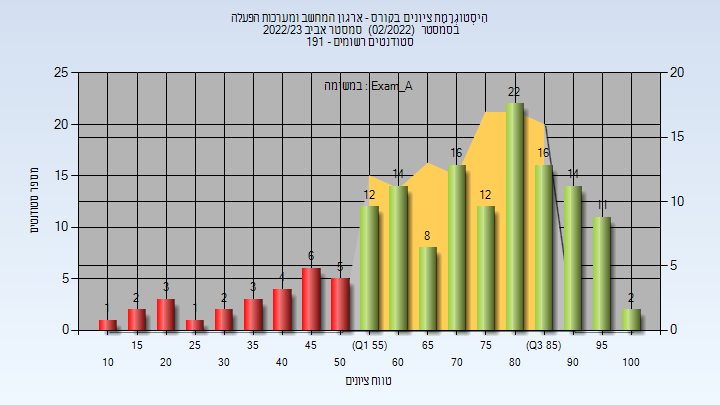 היסטוגרמת ציונים בקורס - ארגון המחשב ומערכות הפעלה
בסמסטר (02/2022) סמסטר אביב 2022/23
סטודנטים רשומים - 191
במשימה : Exam_A
25 20 15 10 5 0
מספר סטודנטים
20 15 10 5 0
1 2 3 1 2 3 4 6 5 12 14 8 16 12 22 16 14 11 2
15 25 35 45 (Q1 55) 65 75 (Q3 85) 95
10 20 30 40 50 60 70 80 90 100
טווח ציונים